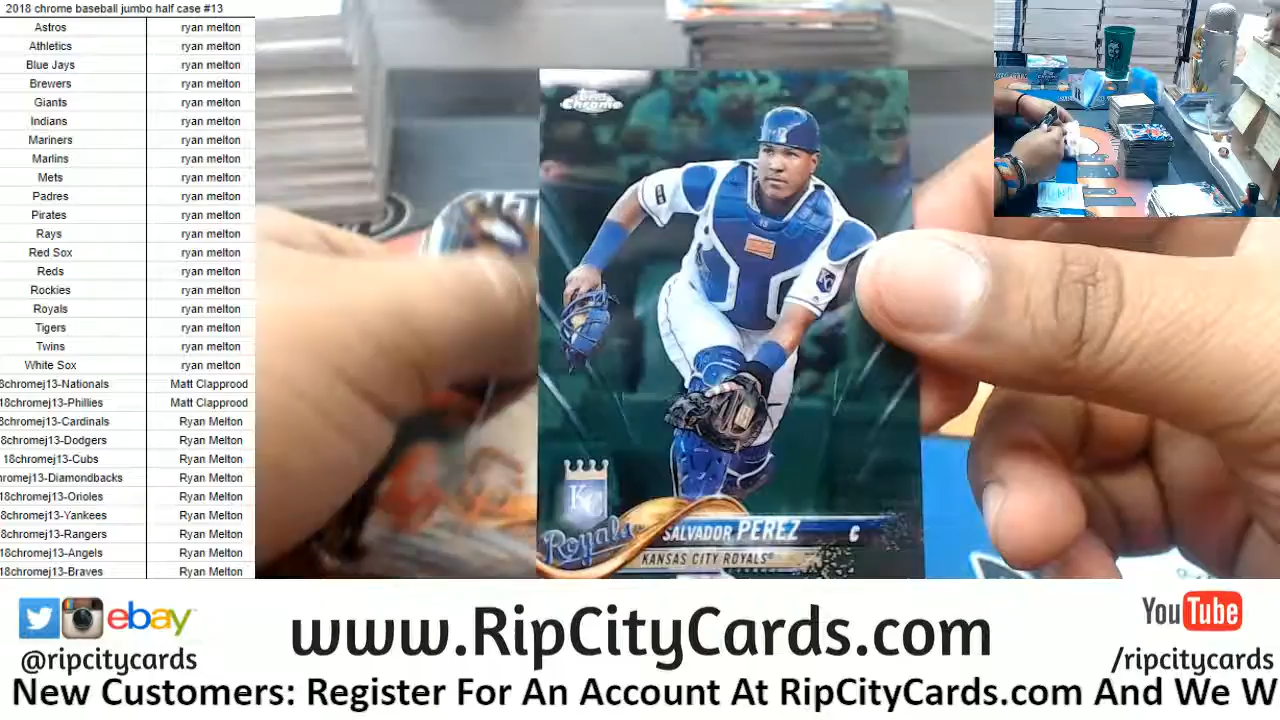 2018 chrome baseball jumbo half case #13
Astros ryan melton
Athletics ryan melton
Blue Jays ryan melton
Brewers ryan melton
Giants ryan melton
Indians ryan melton
Mariners ryan melton
Marlins ryan melton
Mets ryan melton
Padres ryan melton
Pirates ryan melton
Rays ryan melton
Red Sox ryan melton
Reds ryan melton
Rockies ryan melton
Royals ryan melton
Tigers ryan melton
Twins ryan melton
White Sox ryan melton
8chromej13-Nationals Matt Clapprood
18chromej13-Phillies Matt Clapprood
8chromej13-Cardinals Ryan Melton
8chromej13-Dodgers Ryan Melton
18chromej13-Cubs Ryan Melton
romej13-Diamondbacks Ryan Melton
18chromej13-Orioles Ryan Melton
8chromej13-Yankees Ryan Melton
8chromej13-Rangers Ryan Melton
18chromej13-Angels Ryan Melton
18chromej13-Braves Ryan Melton
Topps Chrome
KC
KC
Royals
SALVADOR PEREZ C
KANSAS CITY ROYALS
ebay
@ripcitycards
www.RipCityCards.com
YouTube
/ripcitycards
New Customers: Register For An Account At RipCityCards.com And We W